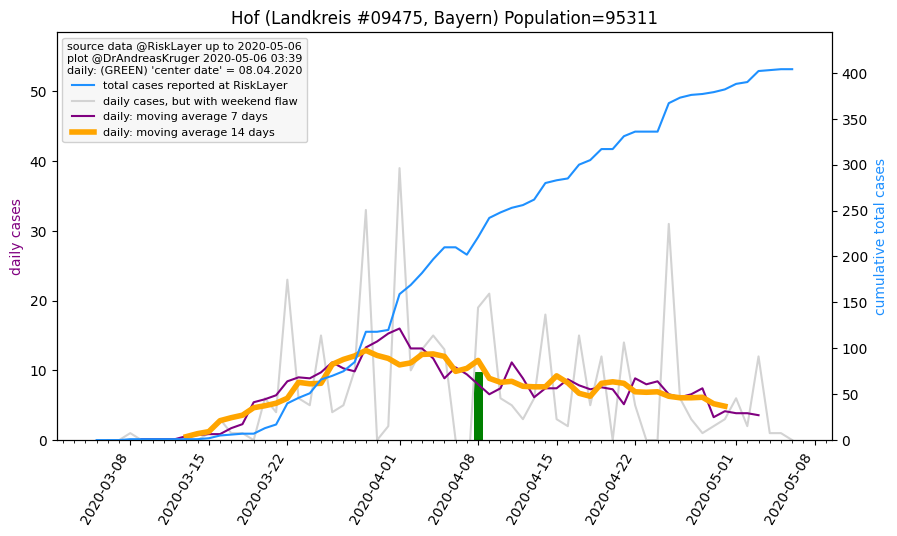 Hof (Landkreis #09475, Bayern) Population=95311
source data @RiskLayer up to 2020-05-06
plot @DrAndreasKruger 2020-05-06 03:39
daily: (GREEN) 'center date' = 08.04.2020
total cases reported at RiskLayer
daily cases, but with weekend flaw
daily: moving average 7 days
daily: moving average 14 days
daily cases
0
10
20
30
40
50
cumulative total cases
0
50
100
150
200
250
300
350
400
2020-03-08
2020-03-15
2020-03-22
2020-04-01
2020-04-08
2020-04-15
2020-04-22
2020-05-01
2020-05-08